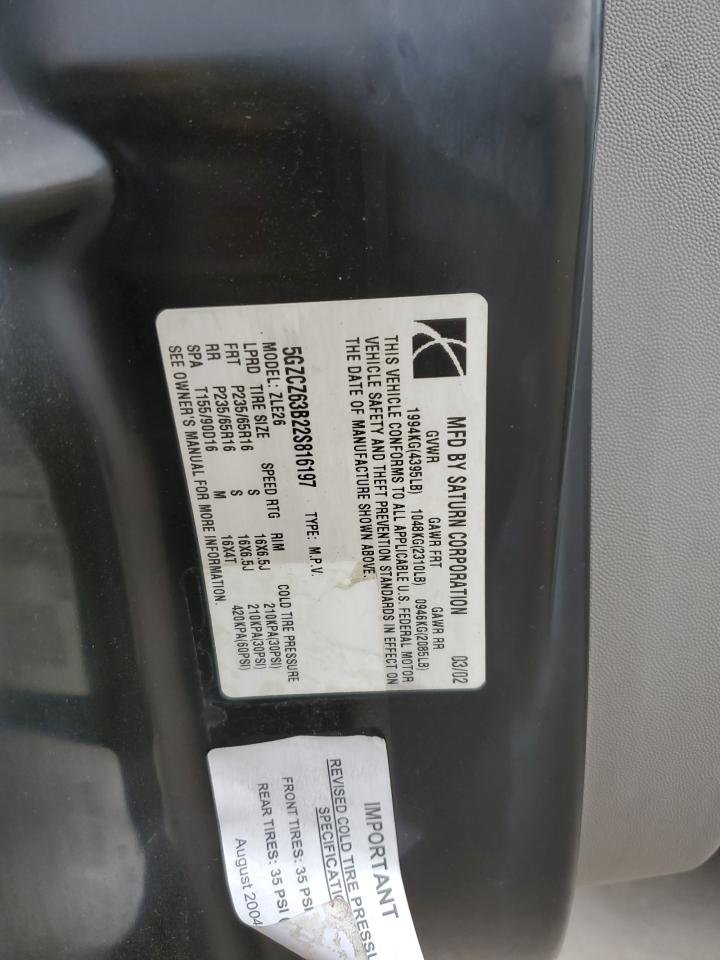 MFD BY SATURN CORPORATION 03/02
GVWR GAWR FRT GAWR RR
1994KG(4395LB) 1048KG(2310LB) 0946KG(2085LB)
THIS VEHICLE CONFORMS TO ALL APPLICABLE U.S. FEDERAL MOTOR
VEHICLE SAFETY AND THEFT PREVENTION STANDARDS IN EFFECT ON
THE DATE OF MANUFACTURE SHOWN ABOVE.
5GZCZ63B22S816197 TYPE: M.P.V.
MODEL: ZLE26
LPRD TIRE SIZE SPEED RTG RIM COLD TIRE PRESSURE
FRT P235/65R16 S 16X6.5J 210KPA(30PSI)
RR P235/65R16 S 16X6.5J 210KPA(30PSI)
SPA T155/90D16 M 16X4T 420KPA(60PSI)
SEE OWNER'S MANUAL FOR MORE INFORMATION.
IMPORTANT
REVISED COLD TIRE
FRONT TIRES: 35 PSI
REAR TIRES: 35 PSI
August 2004